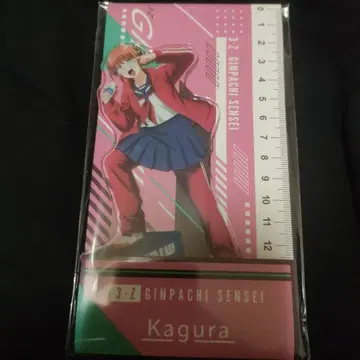 3-Z GINPACHI SENSEI
0 1 2 3 4 5 6 7 8 9 10 11 12
3-Z GINPACHI SENSEI
Kagura